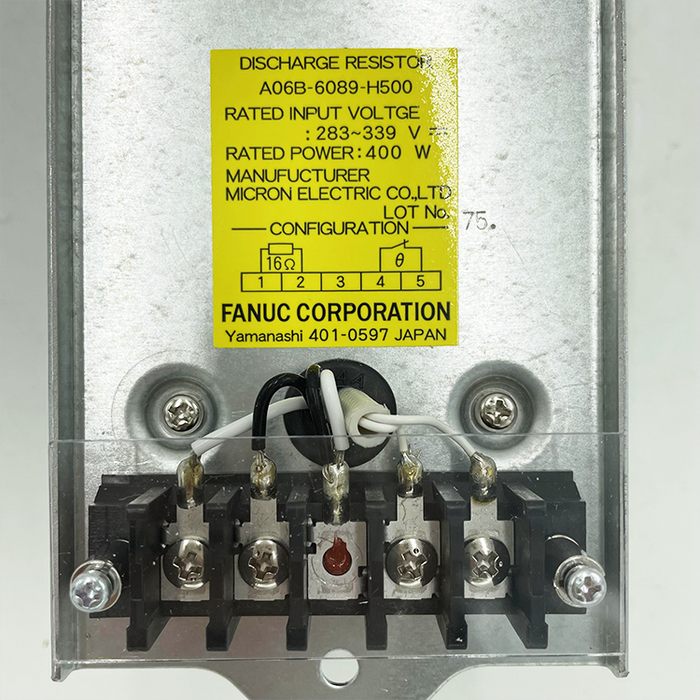 DISCHARGE RESISTOR
A06B-6089-H500
RATED INPUT VOLTGE
:283~339 V ⎓
RATED POWER:400 W
MANUFUCTURER
MICRON ELECTRIC CO.,LTD
LOT No. 75.
CONFIGURATION
16Ω θ
1 2 3 4 5
FANUC CORPORATION
Yamanashi 401-0597 JAPAN